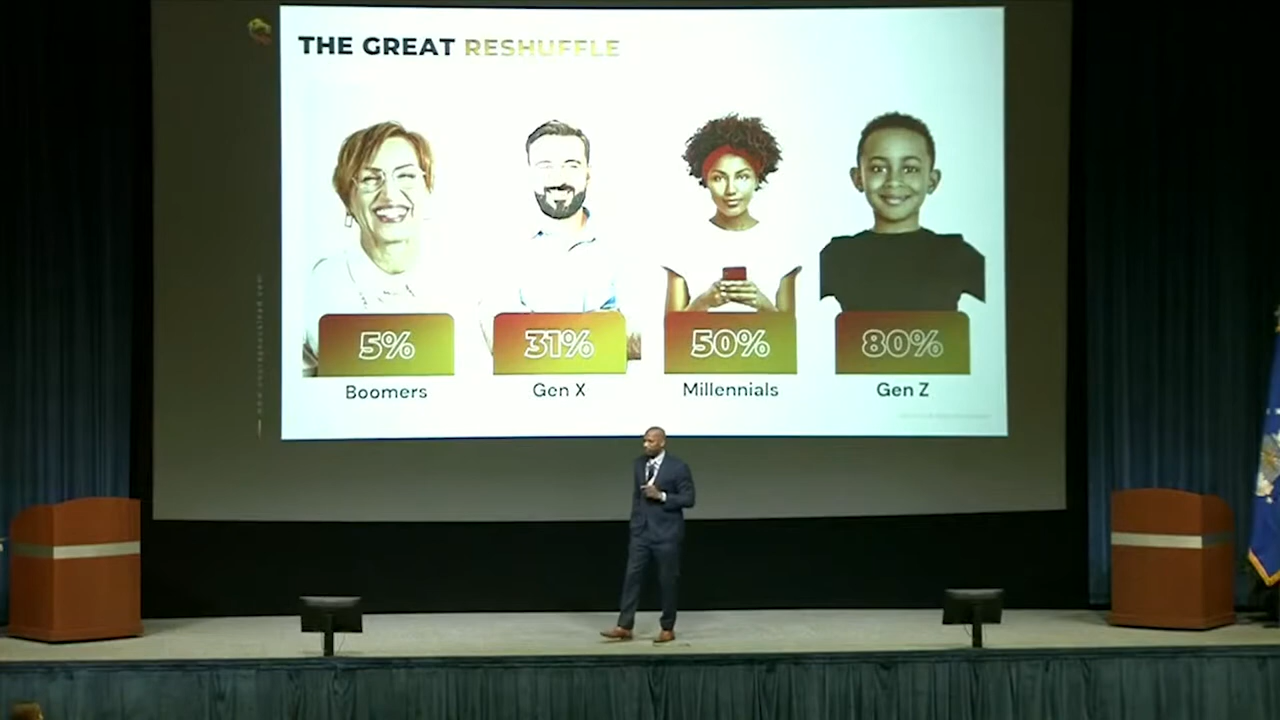 THE GREAT RESHUFFLE
5%
31%
50%
80%
Boomers
Gen X
Millennials
Gen Z